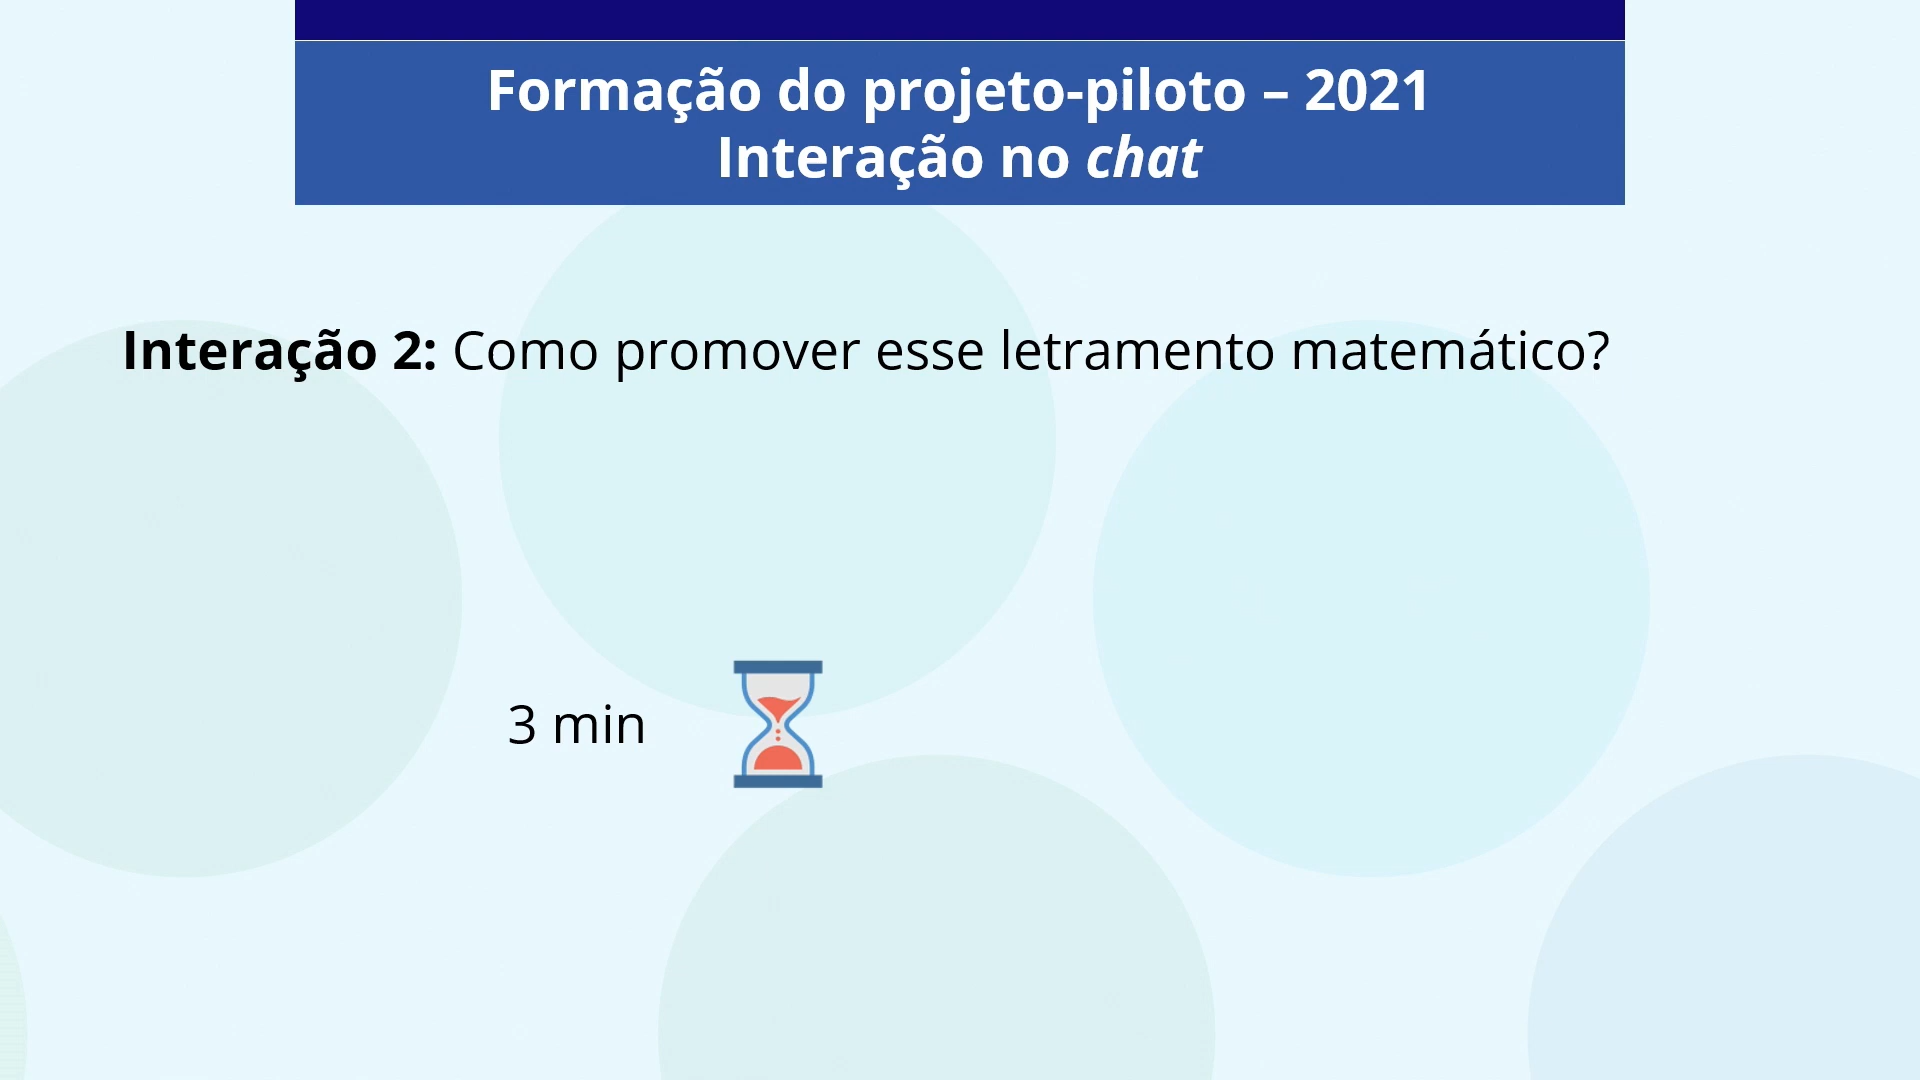 Formação do projeto-piloto – 2021
Interação no chat
Interação 2: Como promover esse letramento matemático?
3 min